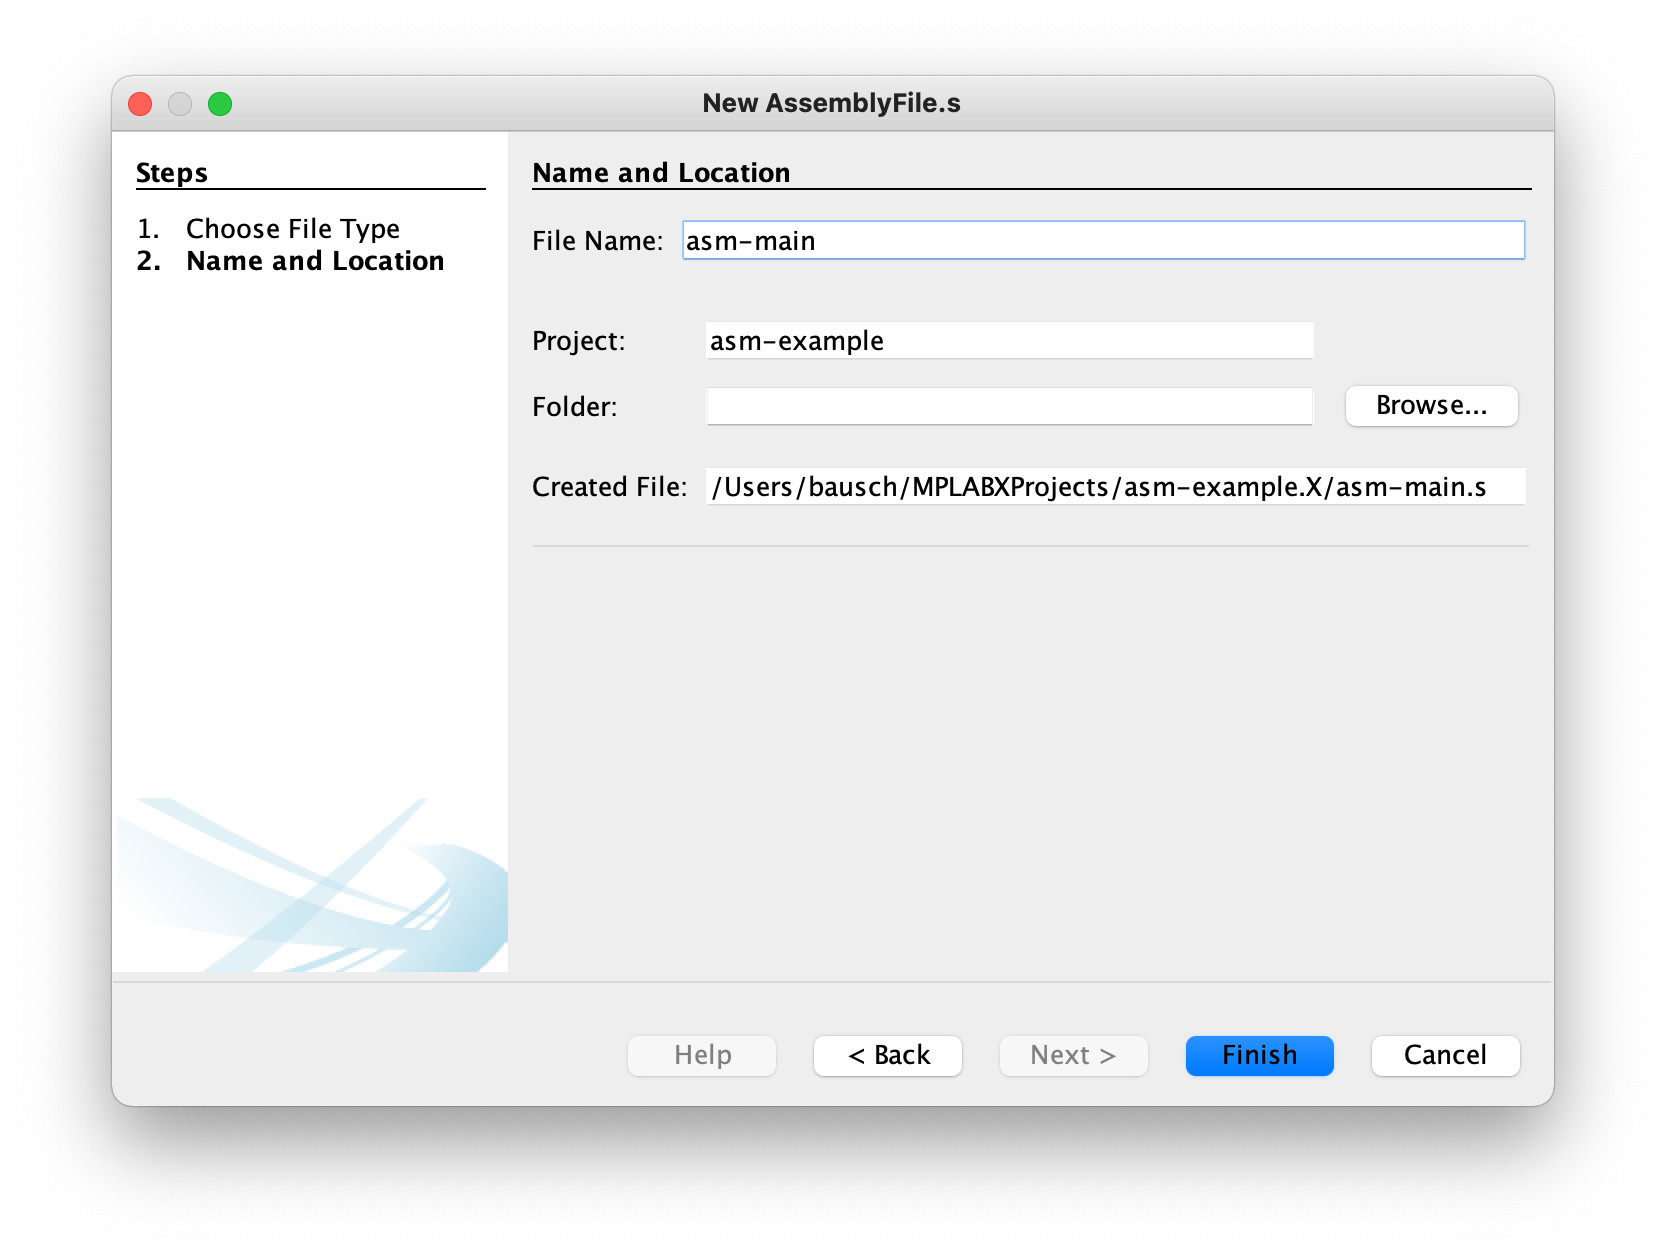 New AssemblyFile.s
Steps
1. Choose File Type
2. Name and Location
Name and Location
File Name: asm-main
Project: asm-example
Folder:
Browse...
Created File: /Users/bausch/MPLABXProjects/asm-example.X/asm-main.s
Help
< Back
Next >
Finish
Cancel